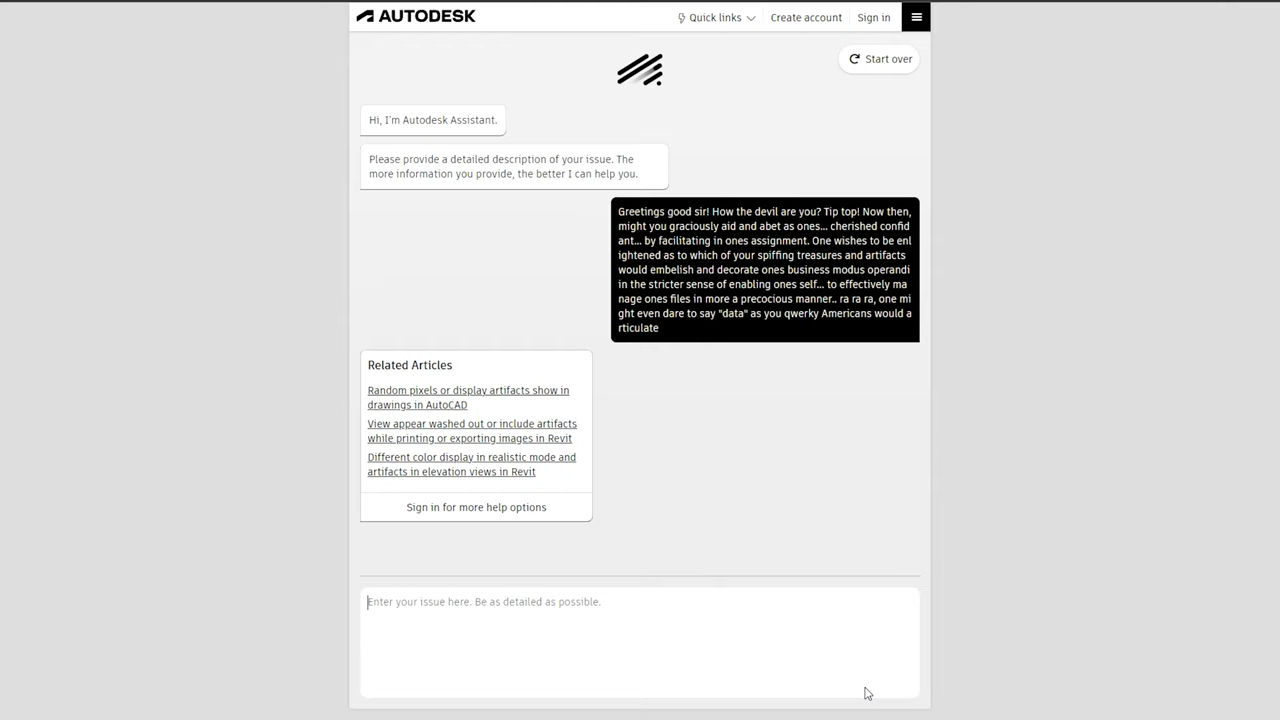 AUTODESK
Quick links
Create account
Sign in
Start over
Hi, I'm Autodesk Assistant.
Please provide a detailed description of your issue. The
more information you provide, the better I can help you.
Greetings good sir! How the devil are you? Tip top! Now then,
might you graciously aid and abet as ones... cherished confid
ant... by facilitating in ones assignment. One wishes to be enl
ightened as to which of your spiffing treasures and artifacts
would embelish and decorate ones business modus operandi
in the stricter sense of enabling ones self... to effectively ma
nage ones files in more a precocious manner.. ra ra ra, one mi
ght even dare to say "data" as you qwerky Americans would a
rticulate
Related Articles
Random pixels or display artifacts show in
drawings in AutoCAD
View appear washed out or include artifacts
while printing or exporting images in Revit
Different color display in realistic mode and
artifacts in elevation views in Revit
Sign in for more help options
Enter your issue here. Be as detailed as possible.